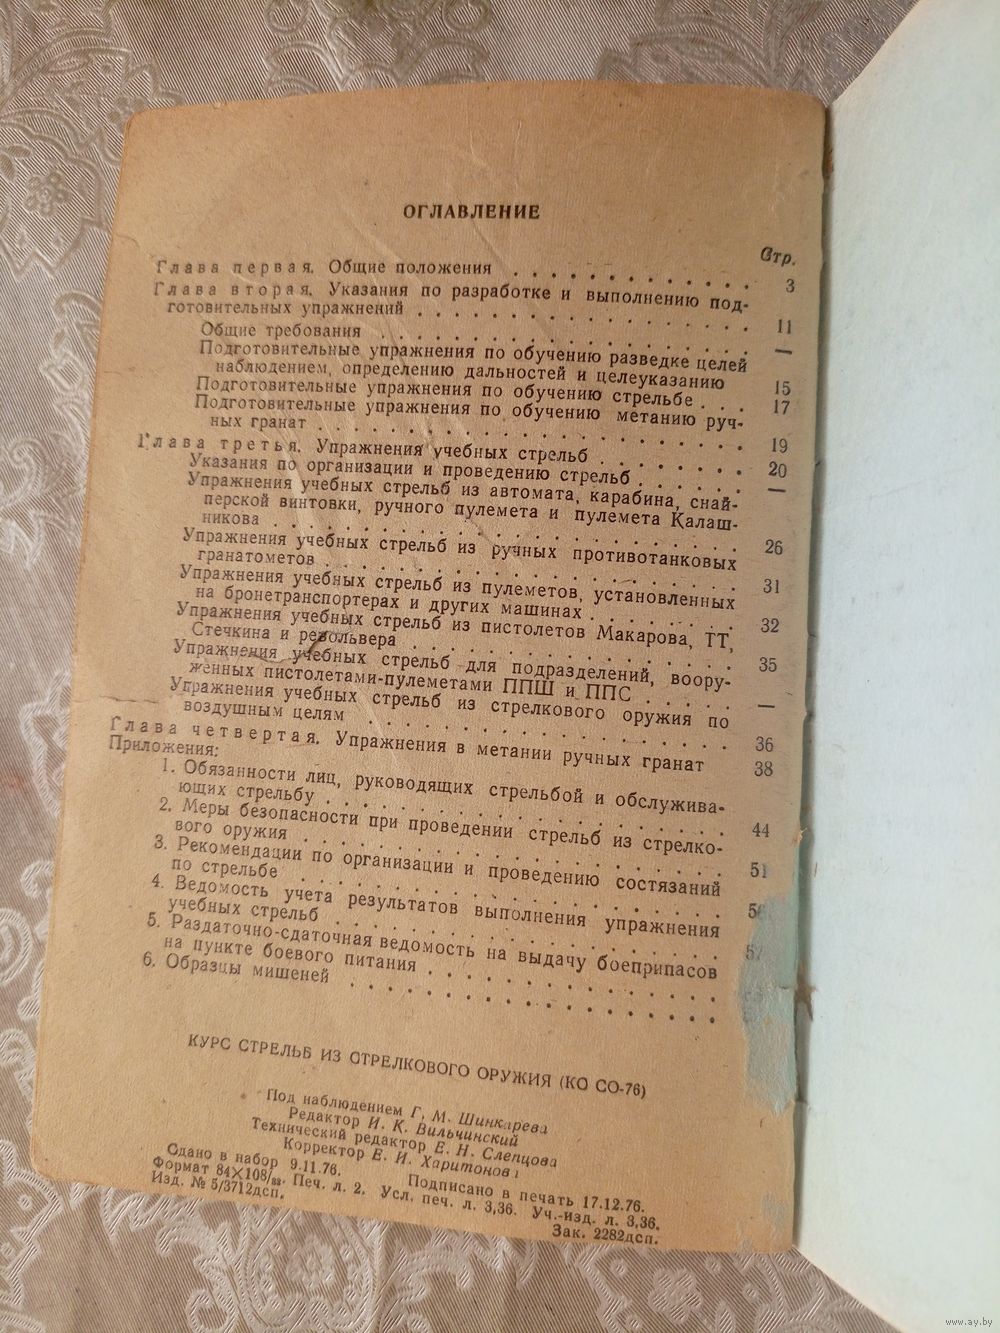 ОГЛАВЛЕНИЕ
Стр.
Глава первая. Общие положения . . . . . . . . . . . . . 3
Глава вторая. Указания по разработке и выполнению под-
готовительных упражнений . . . . . . . . . . . . . . . . 11
Общие требования . . . . . . . . . . . . . . . . —
Подготовительные упражнения по обучению разведке целей
наблюдением, определению дальностей и целеуказанию 15
Подготовительные упражнения по обучению стрельбе . . . 17
Подготовительные упражнения по обучению метанию руч-
ных гранат . . . . . . . . . . . . . . . . . . . 19
Глава третья. Упражнения учебных стрельб . . . . . . . . 20
Указания по организации и проведению стрельб . . . . . . —
Упражнения учебных стрельб из автомата, карабина, снай-
перской винтовки, ручного пулемета и пулемета Калаш-
никова . . . . . . . . . . . . . . . . . . . . 26
Упражнения учебных стрельб из ручных противотанковых
гранатометов . . . . . . . . . . . . . . . . . . 31
Упражнения учебных стрельб из пулеметов, установленных
на бронетранспортерах и других машинах . . . . . . . . 32
Упражнения учебных стрельб из пистолетов Макарова, ТТ,
Стечкина и револьвера . . . . . . . . . . . . . . . 35
Упражнения учебных стрельб для подразделений, воору-
женных пистолетами-пулеметами ППШ и ППС . . . . . —
Упражнения учебных стрельб из стрелкового оружия по
воздушным целям . . . . . . . . . . . . . . . . . 36
Глава четвертая. Упражнения в метании ручных гранат 38
Приложения:
1. Обязанности лиц, руководящих стрельбой и обслужива-
ющих стрельбу . . . . . . . . . . . . . . . . . . 44
2. Меры безопасности при проведении стрельб из стрелко-
вого оружия . . . . . . . . . . . . . . . . . . . 51
3. Рекомендации по организации и проведению состязаний
по стрельбе . . . . . . . . . . . . . . . . . . .
4. Ведомость учета результатов выполнения упражнения
учебных стрельб . . . . . . . . . . . . . . . . .
5. Раздаточно-сдаточная ведомость на выдачу боеприпасов
на пункте боевого питания . . . . . . . . . . . . .
6. Образцы мишеней . . . . . . . . . . . . . . . .
КУРС СТРЕЛЬБ ИЗ СТРЕЛКОВОГО ОРУЖИЯ (КС СО-76)
Под наблюдением Г. М. Шинкарева
Редактор И. К. Вильчинский
Технический редактор Е. Н. Слепцова
Корректор Е. И. Харитонова
Сдано в набор 9.11.76. Подписано в печать 17.12.76.
Формат 84×108/32. Печ. л. 2. Усл. печ. л. 3,36. Уч.-изд. л. 3,36.
Изд. № 5/3712дсп. Зак. 2282дсп.
www.ay.by